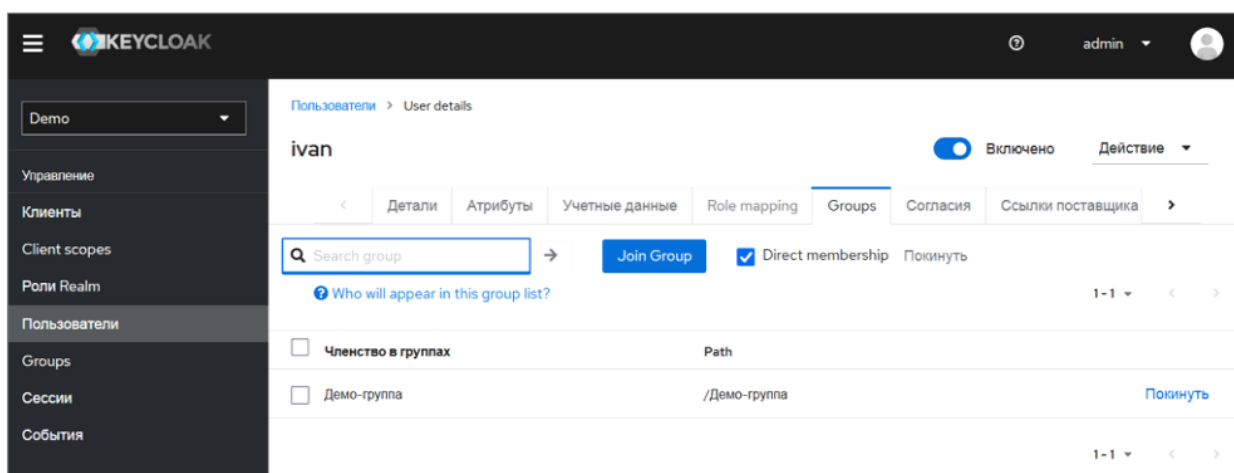 KEYCLOAK admin
Demo
Управление
Клиенты
Client scopes
Роли Realm
Пользователи
Groups
Сессии
События
Пользователи > User details
ivan
Включено Действие
Детали Атрибуты Учетные данные Role mapping Groups Согласия Ссылки поставщика
Search group Join Group Direct membership Покинуть
Who will appear in this group list? 1-1
Членство в группах Path
Демо-группа /Демо-группа Покинуть
1-1